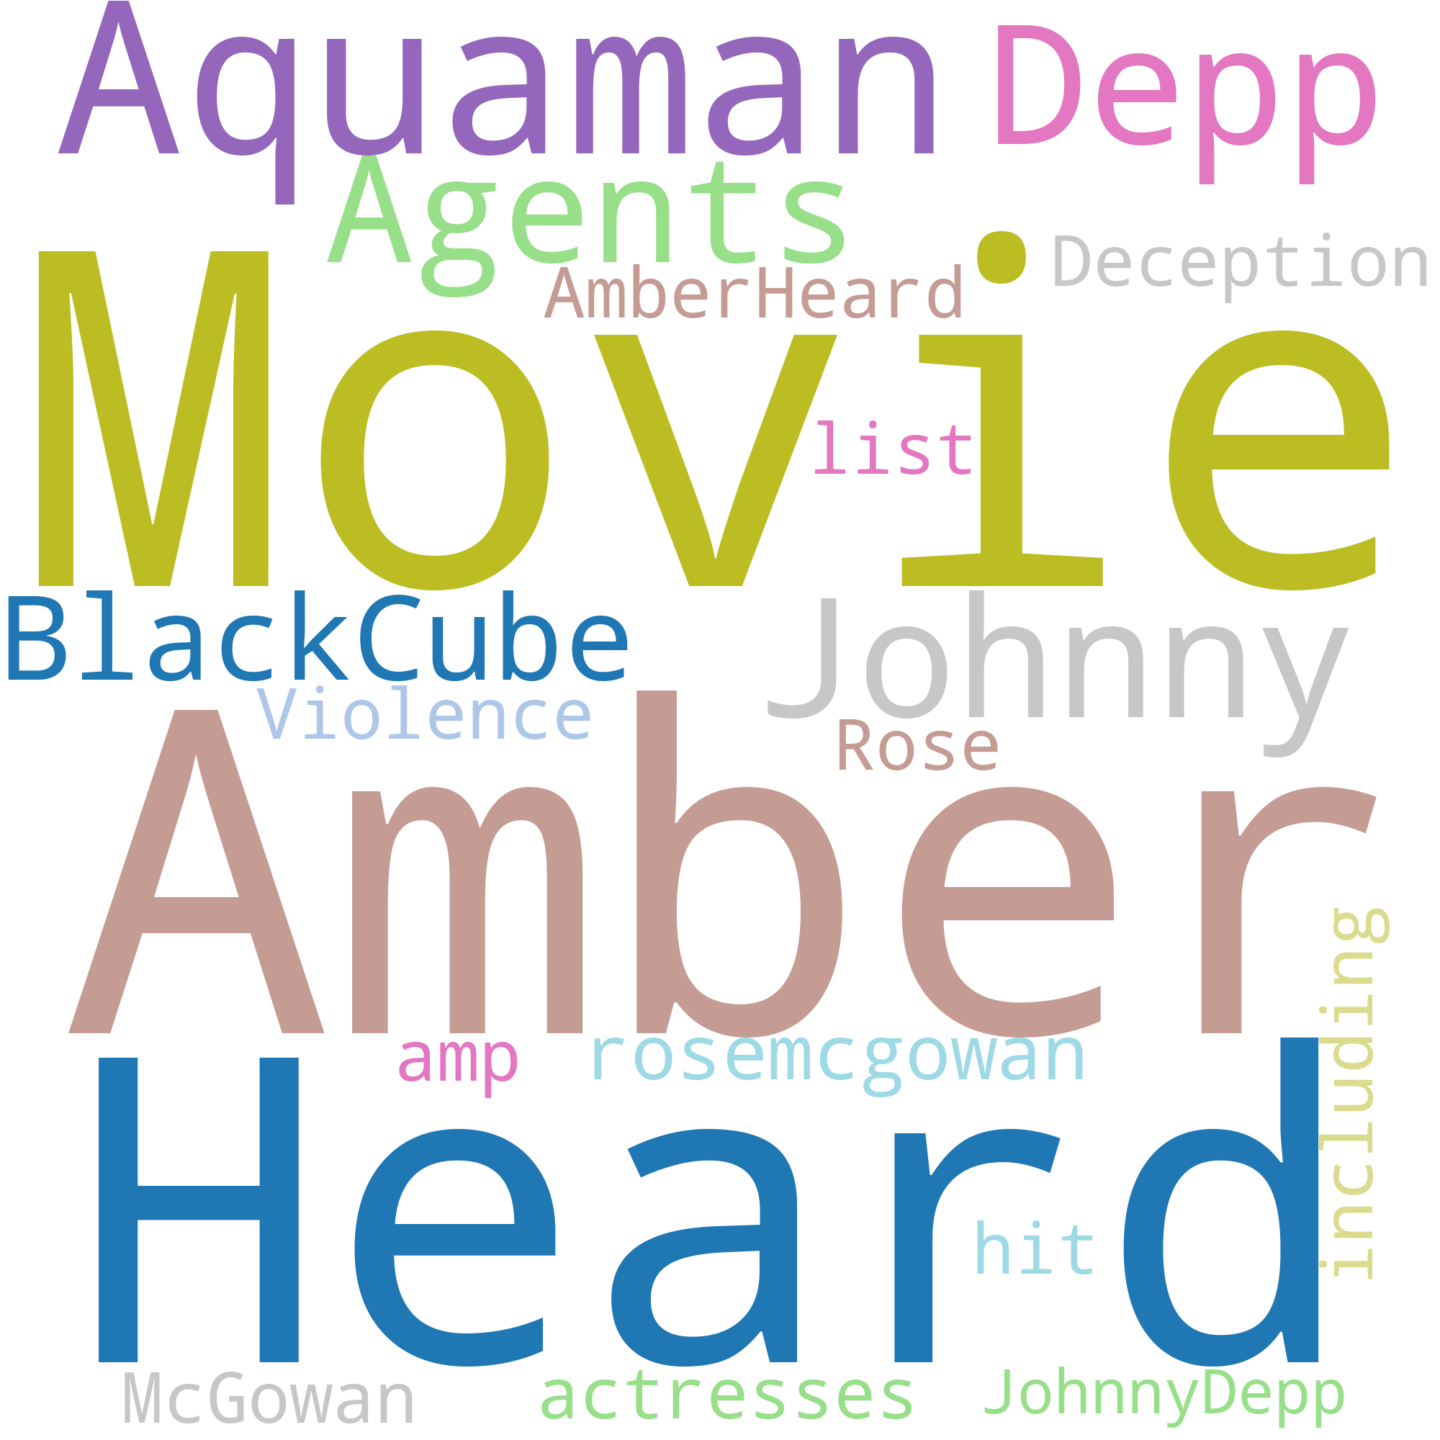 Aquaman Depp
Agents
Deception
AmberHeard
Movie
list
BlackCube
Johnny
Violence
Rose
Amber
including
amp
rosemcgowan
Heard
hit
McGowan
actresses
JohnnyDepp